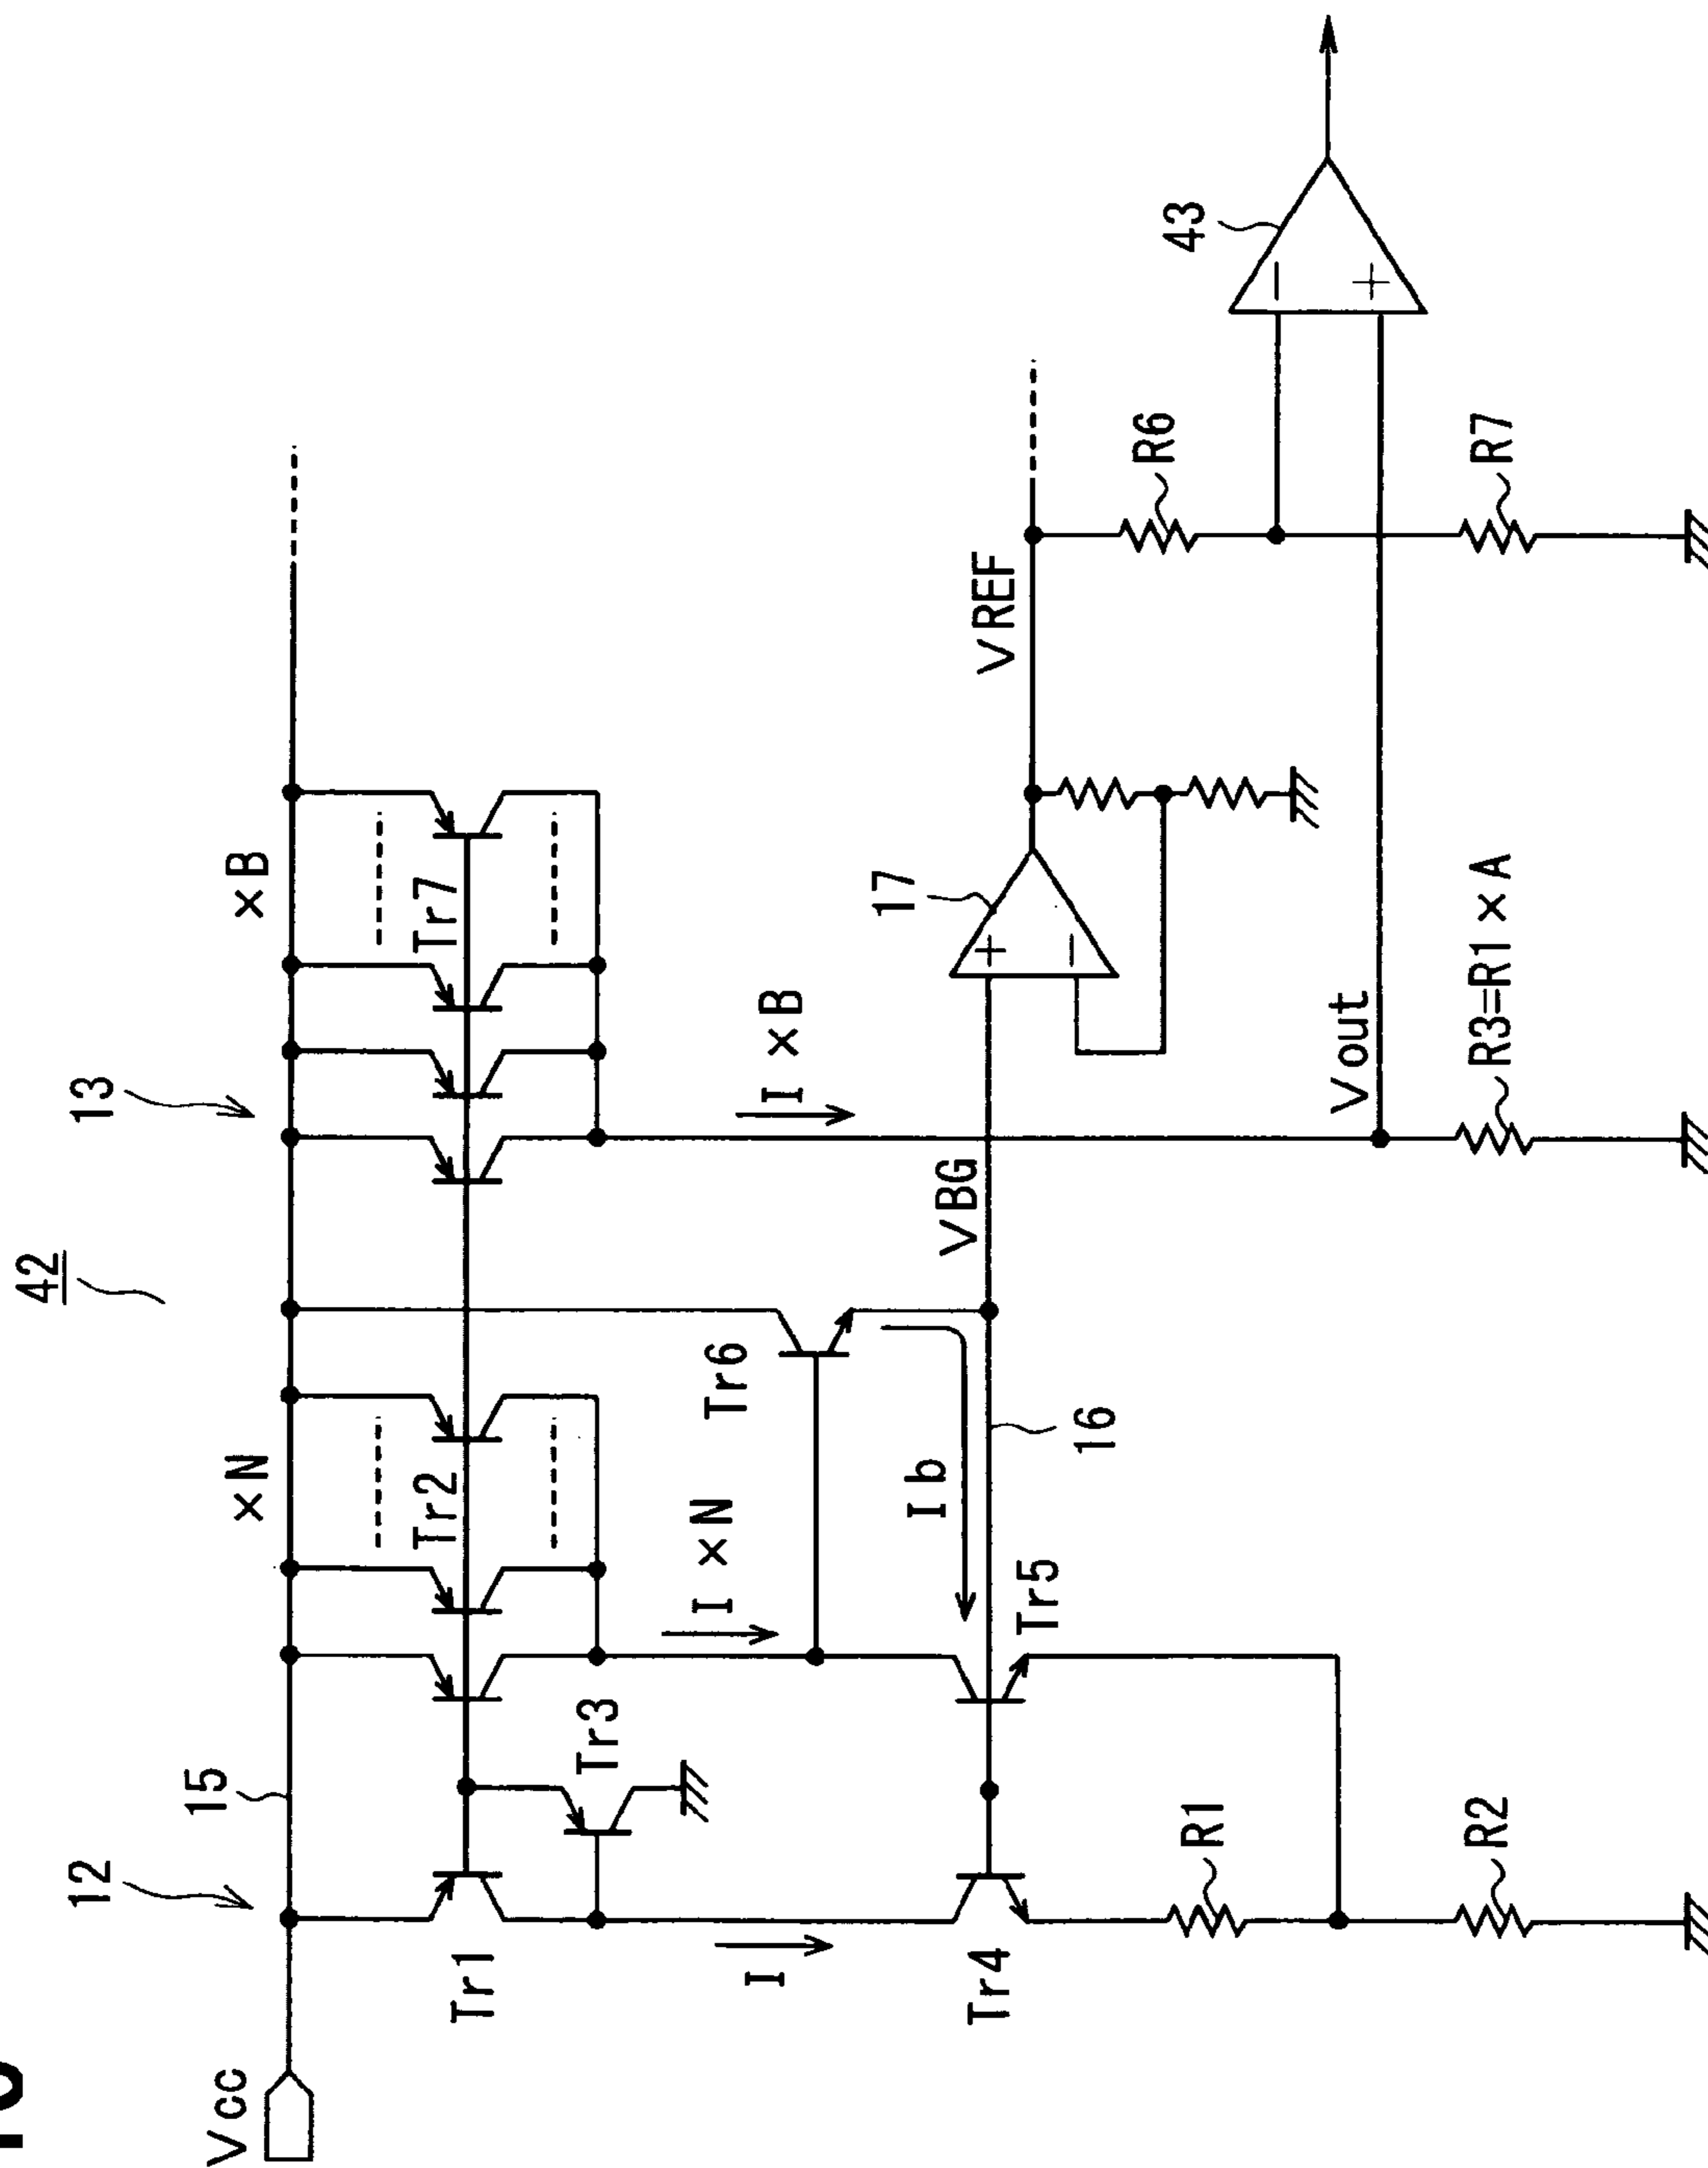 42
12
15
×N
13
×B
Vcc
Tr1
Tr2
Tr7
Tr3
I
I×N
Tr6
I×B
17
Ib
VBG
VREF
43
Tr4
Tr5
16
R6
Vout
R1
R2
R3=R1×A
R7
+
−
−
+